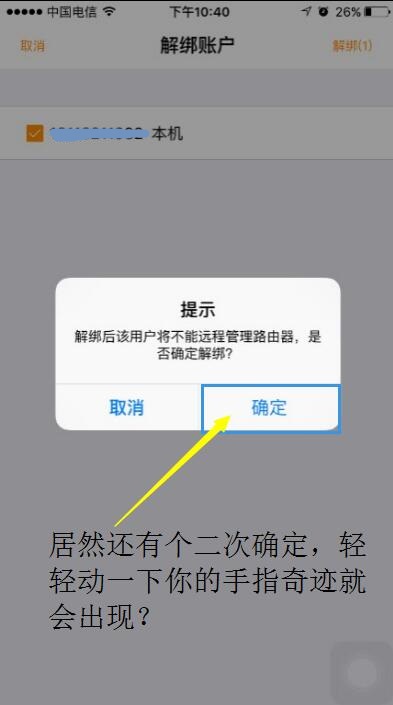 中国电信 下午10:40 26%
取消 解绑账户 解绑(1)
本机
提示
解绑后该用户将不能远程管理路由器，是
否确定解绑？
取消 确定
居然还有个二次确定，轻
轻动一下你的手指奇迹就
会出现？